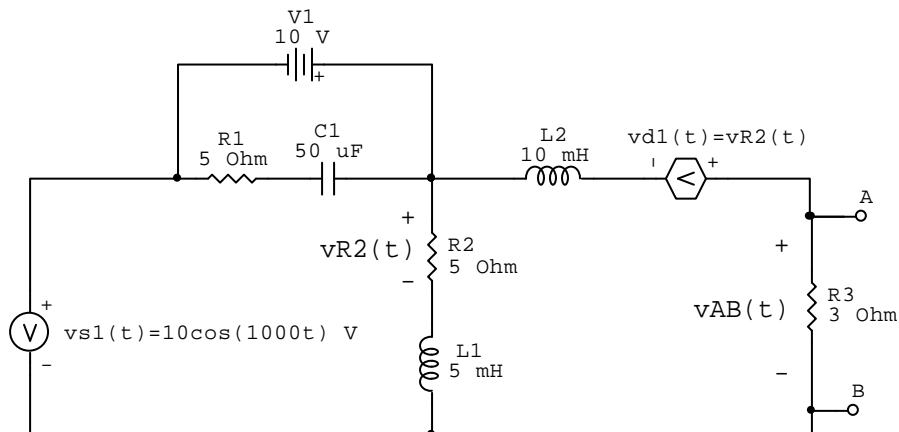 V1
10 V
+
R1
5 Ohm
C1
50 uF
L2
10 mH
vd1(t)=vR2(t)
- +
A
+
vR2(t)
-
R2
5 Ohm
+
vAB(t)
-
R3
3 Ohm
+
V
vs1(t)=10cos(1000t) V
-
L1
5 mH
B